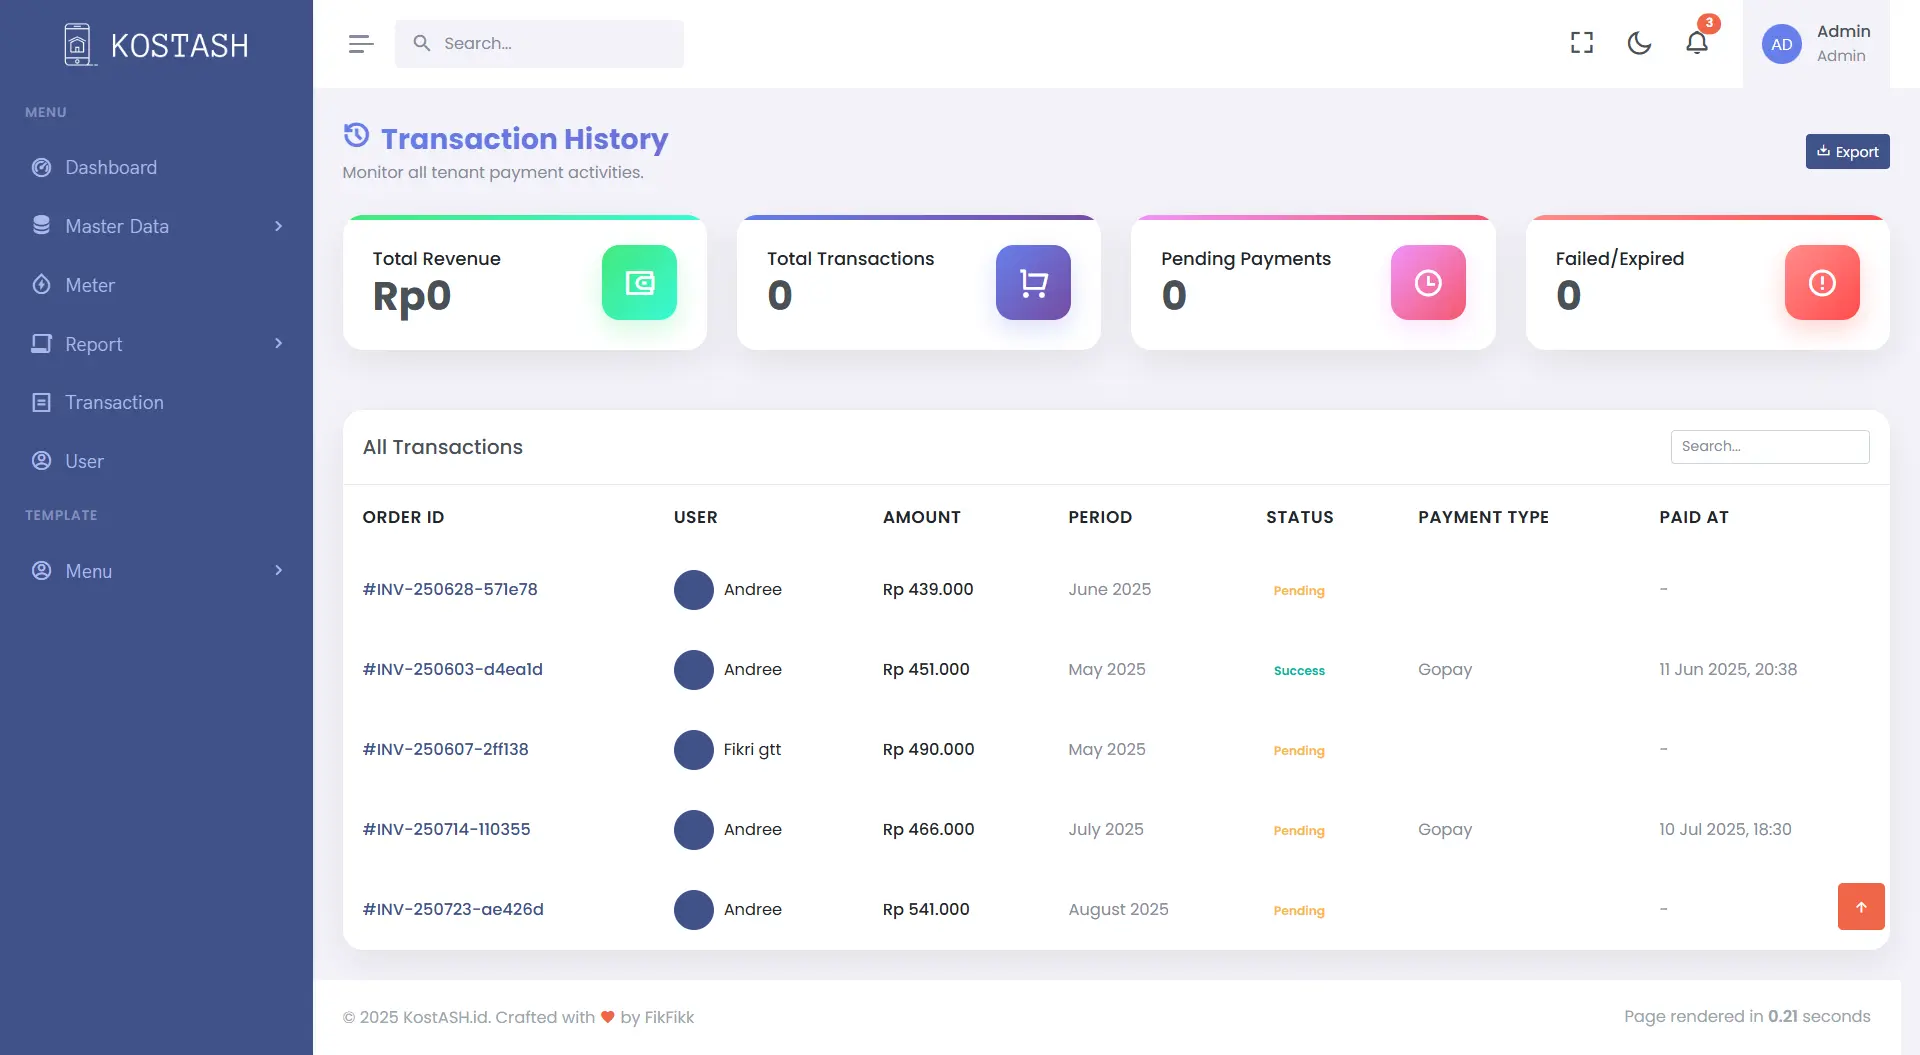 KOSTASH
MENU
Dashboard
Master Data
Meter
Report
Transaction
User
TEMPLATE
Menu
Search...
3
AD
Admin
Admin
Transaction History
Monitor all tenant payment activities.
Export
Total Revenue
Rp0
Total Transactions
0
Pending Payments
0
Failed/Expired
0
All Transactions
Search...
ORDER ID USER AMOUNT PERIOD STATUS PAYMENT TYPE PAID AT
#INV-250628-571e78 Andree Rp 439.000 June 2025 Pending -
#INV-250603-d4ea1d Andree Rp 451.000 May 2025 Success Gopay 11 Jun 2025, 20:38
#INV-250607-2ff138 Fikri gtt Rp 490.000 May 2025 Pending -
#INV-250714-110355 Andree Rp 466.000 July 2025 Pending Gopay 10 Jul 2025, 18:30
#INV-250723-ae426d Andree Rp 541.000 August 2025 Pending -
© 2025 KostASH.id. Crafted with ❤ by FikFikk
Page rendered in 0.21 seconds